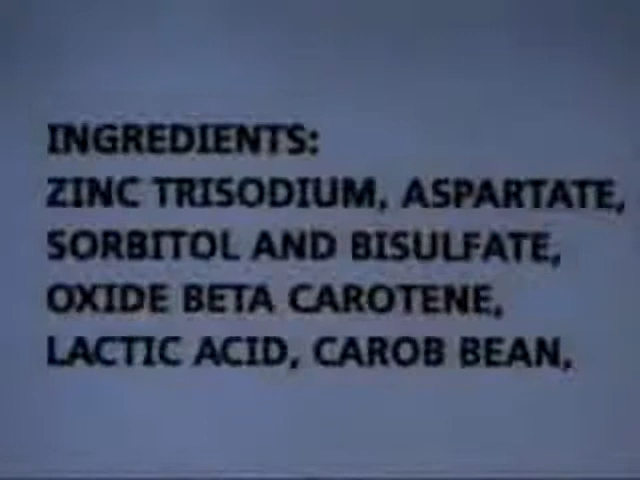 INGREDIENTS:
ZINC TRISODIUM, ASPARTATE,
SORBITOL AND BISULFATE,
OXIDE BETA CAROTENE,
LACTIC ACID, CAROB BEAN,